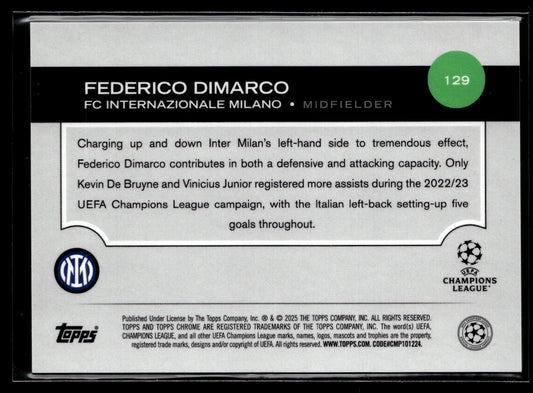 129
FEDERICO DIMARCO
FC INTERNAZIONALE MILANO • MIDFIELDER
Charging up and down Inter Milan's left-hand side to tremendous effect,
Federico Dimarco contributes in both a defensive and attacking capacity. Only
Kevin De Bruyne and Vinicius Junior registered more assists during the 2022/23
UEFA Champions League campaign, with the Italian left-back setting-up five
goals throughout.
UEFA
CHAMPIONS
LEAGUE™
Published Under License by The Topps Company, Inc. ® & © 2025 THE TOPPS COMPANY, INC. ALL RIGHTS RESERVED.
TOPPS AND TOPPS CHROME ARE REGISTERED TRADEMARKS OF THE TOPPS COMPANY, INC. The word(s) UEFA,
CHAMPIONS LEAGUE, and all other UEFA Champions League marks, names, logos, mascots and trophies are the property,
registered trade marks, designs and/or copyright of UEFA. All rights reserved. WWW.TOPPS.COM. CODE#CMP101224.
Topps